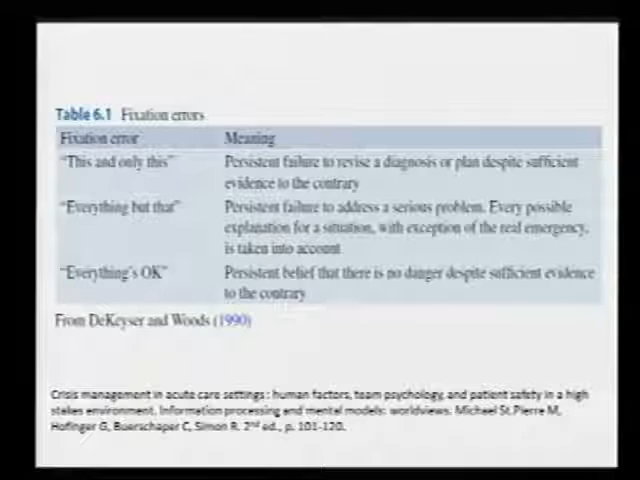 Table 6.1 Fixation errors
Fixation error Meaning
"This and only this" Persistent failure to revise a diagnosis or plan despite sufficient
evidence to the contrary
"Everything but that" Persistent failure to address a serious problem. Every possible
explanation for a situation, with exception of the real emergency,
is taken into account
"Everything's OK" Persistent belief that there is no danger despite sufficient evidence
to the contrary
From DeKeyser and Woods (1990)
Crisis management in acute care settings : human factors, team psychology, and patient safety in a high
stakes environment. Information processing and mental models: worldviews. Michael St.Pierre M,
Hofinger G, Buerschaper C, Simon R. 2nd ed., p. 101-120.